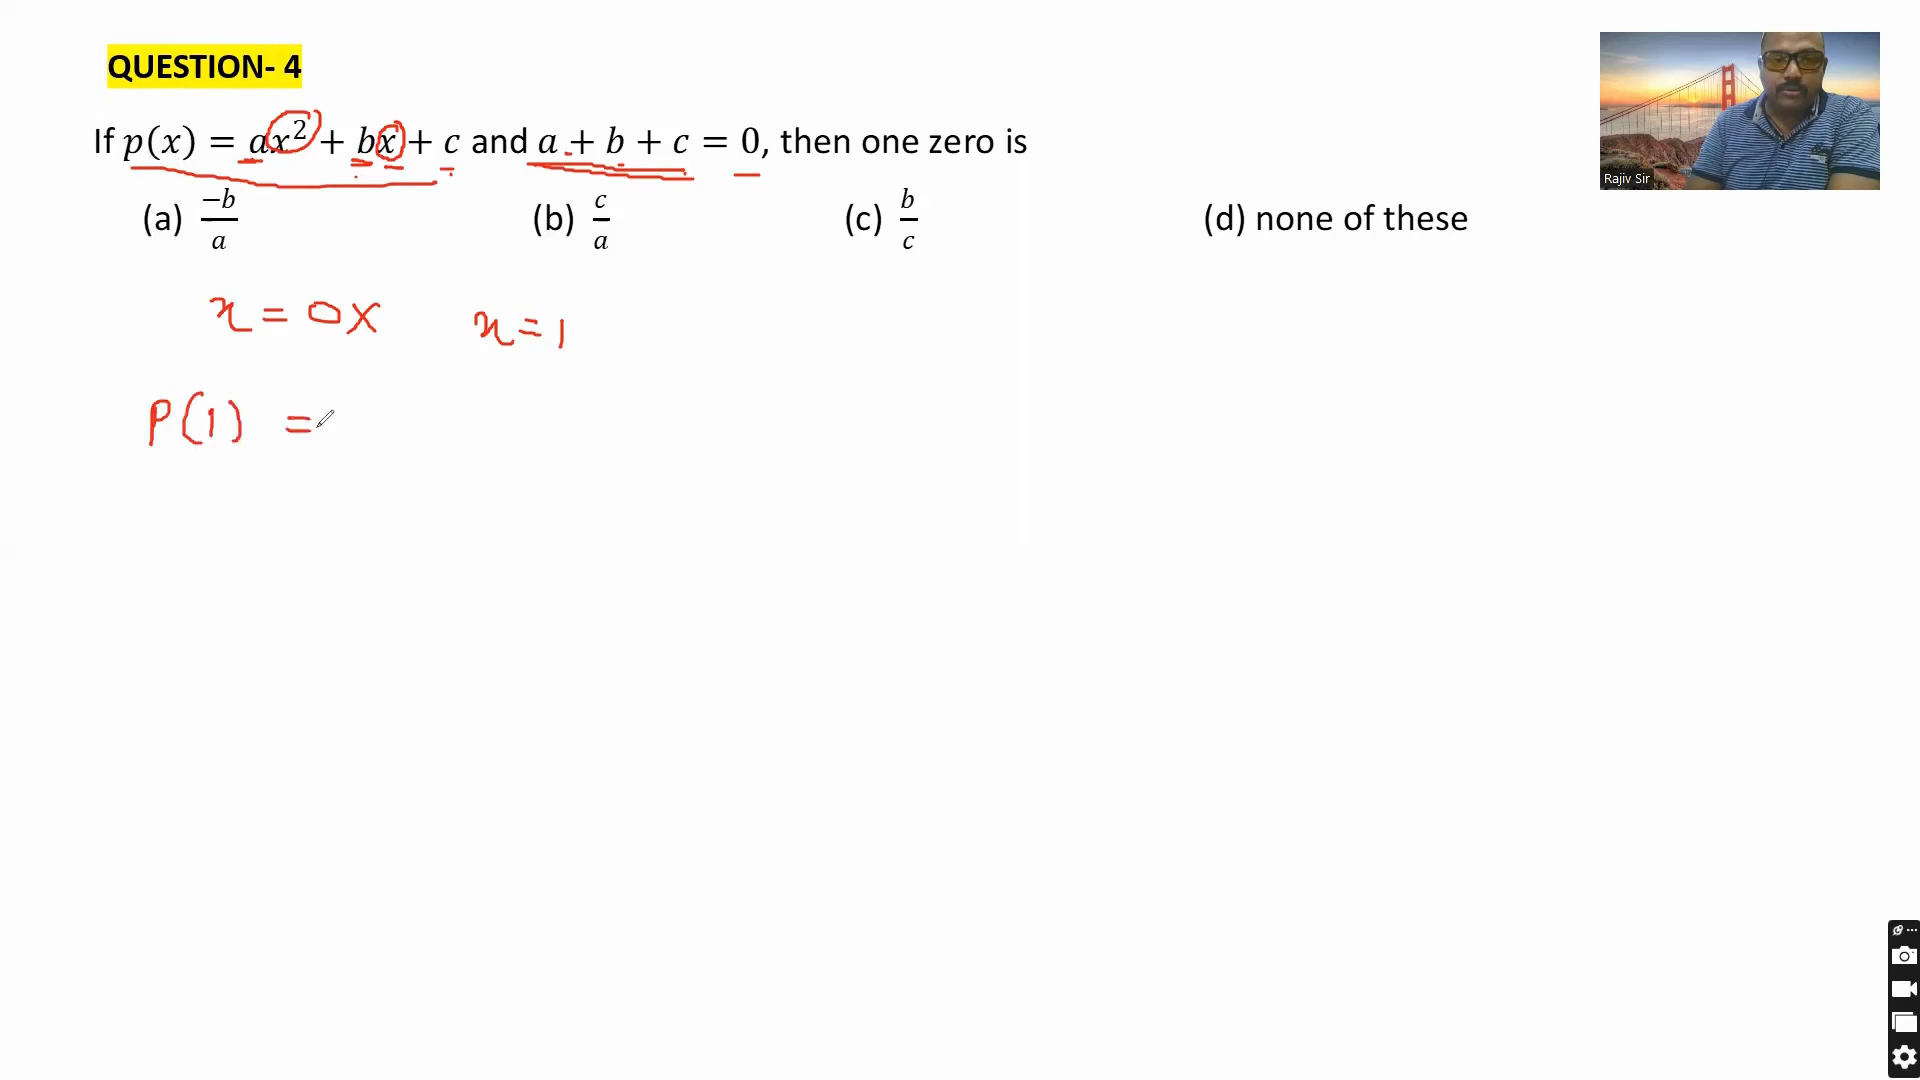 QUESTION- 4
If p(x) = ax² + bx + c and a + b + c = 0, then one zero is
(a) −b/a (b) c/a (c) b/c (d) none of these
x = 0 X x = 1
P(1) =
Rajiv Sir